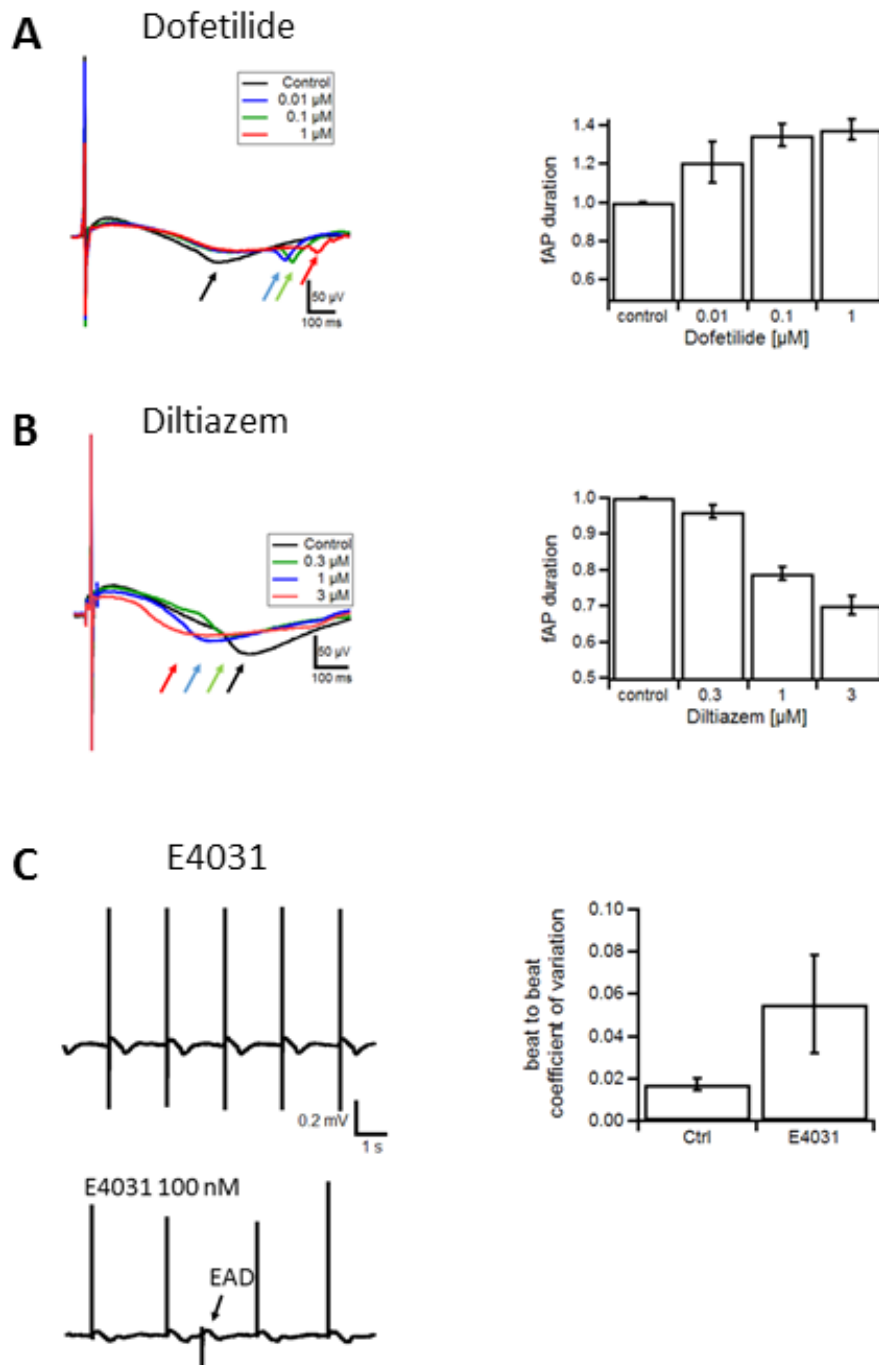 A
Dofetilide
Control
0.01 µM
0.1 µM
1 µM
50 µV
100 ms
fAP duration
1.4
1.2
1.0
0.8
0.6
control
0.01
0.1
1
Dofetilide [µM]
B
Diltiazem
Control
0.3 µM
1 µM
3 µM
50 µV
100 ms
fAP duration
1.0
0.9
0.8
0.7
0.6
0.5
control
0.3
1
3
Diltiazem [µM]
C
E4031
0.2 mV
1 s
E4031 100 nM
EAD
beat to beat
coefficient of variation
0.10
0.08
0.06
0.04
0.02
0.00
Ctrl
E4031